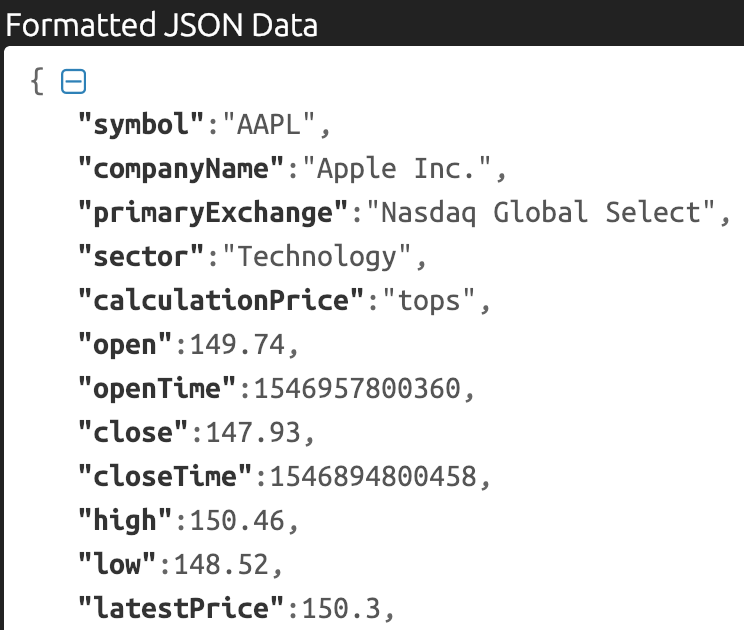 Formatted JSON Data
{
"symbol":"AAPL",
"companyName":"Apple Inc.",
"primaryExchange":"Nasdaq Global Select",
"sector":"Technology",
"calculationPrice":"tops",
"open":149.74,
"openTime":1546957800360,
"close":147.93,
"closeTime":1546894800458,
"high":150.46,
"low":148.52,
"latestPrice":150.3,